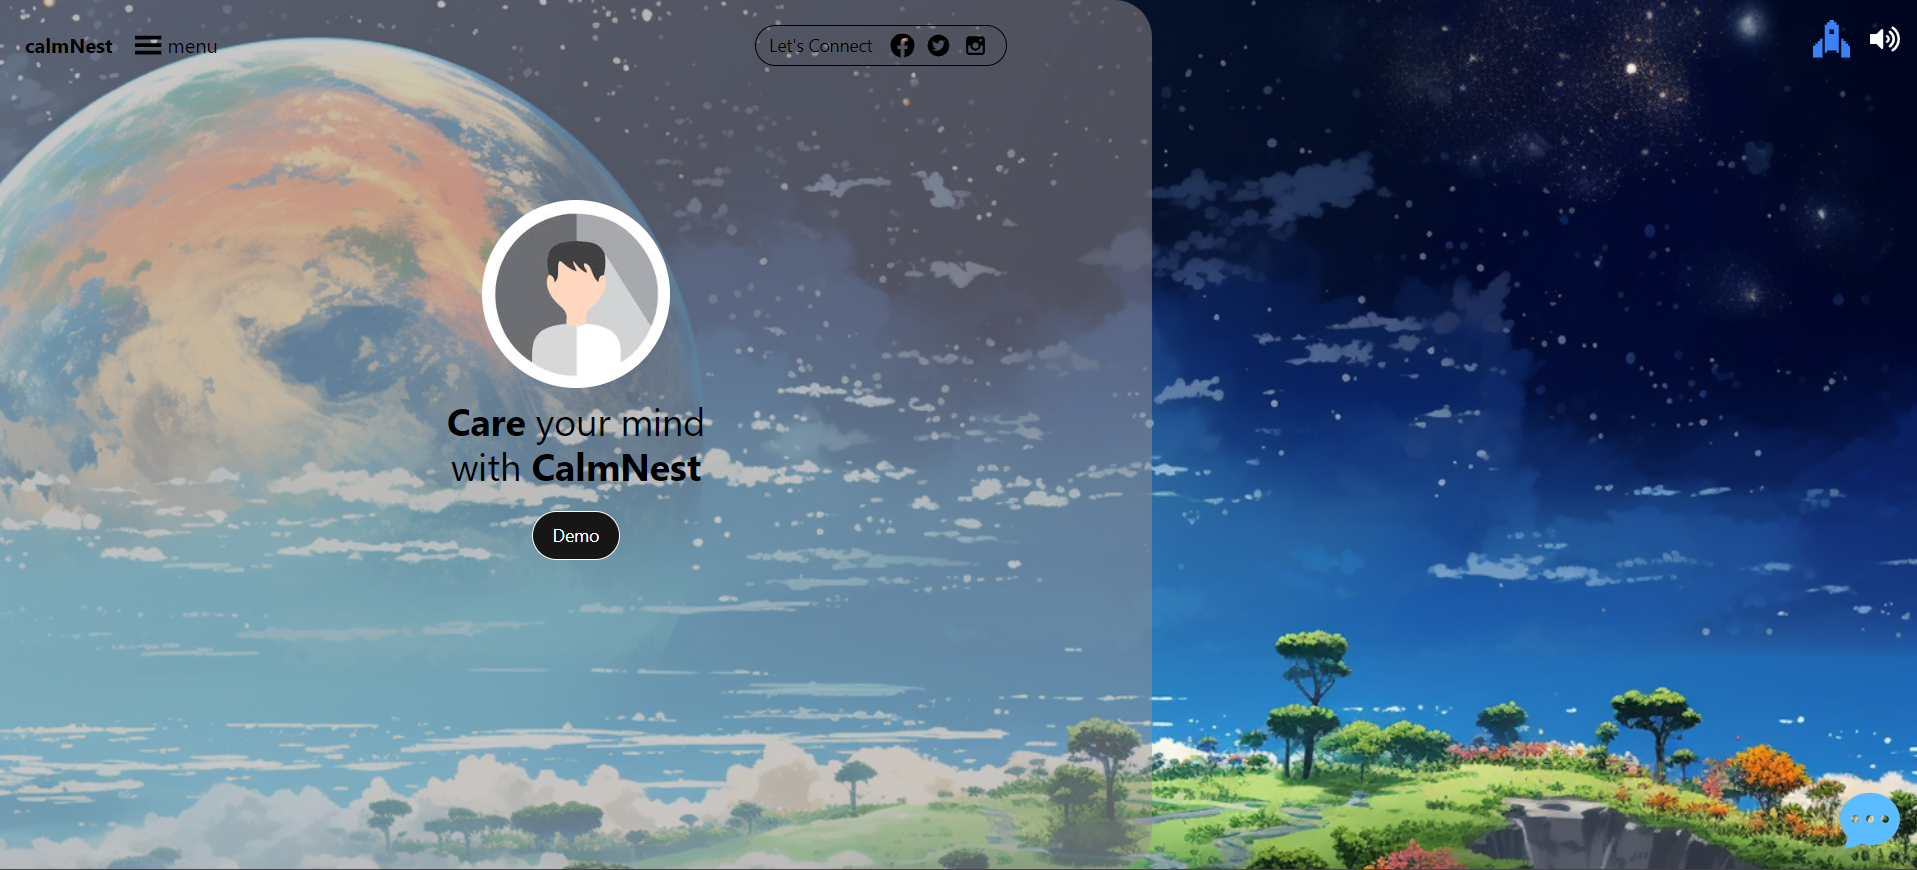 calmNest
menu
Let's Connect
Care your mind
with CalmNest
Demo